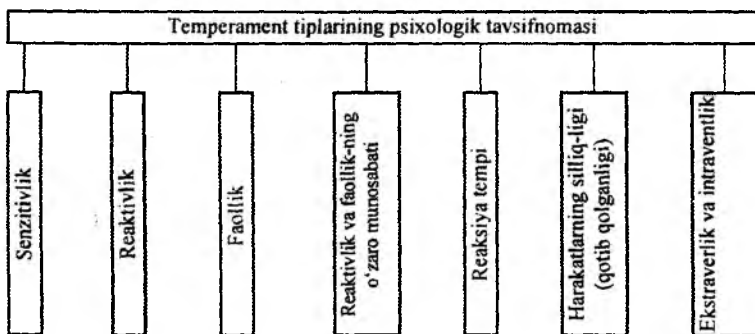 Temperament tiplarining psixologik tavsifnomasi
Senzitivlik
Reaktivlik
Faollik
Reaktivlik va faollik-ning
o'zaro munosabati
Reaksiya tempi
Harakatlarning silliq-ligi
(qotib qolganligi)
Ekstraverlik va intraventlik